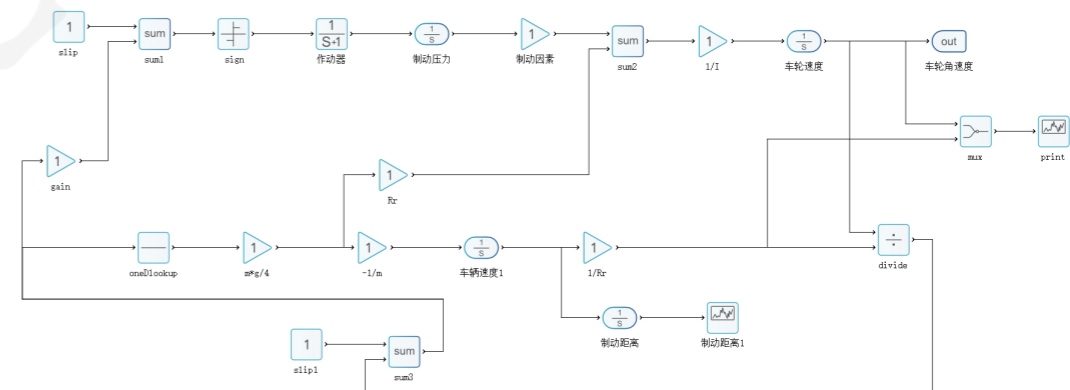 1
slip
sum
sum1
sign
1
S+1
作动器
1
s
制动压力
1
制动因素
sum
sum2
1
1/I
1
s
车轮速度
out
车轮角速度
mux
print
1
gain
1
Rr
oneDlookup
1
m*g/4
1
-1/m
1
s
车辆速度1
1
1/Rr
÷
divide
1
s
制动距离
制动距离1
1
slip1
sum
sum3